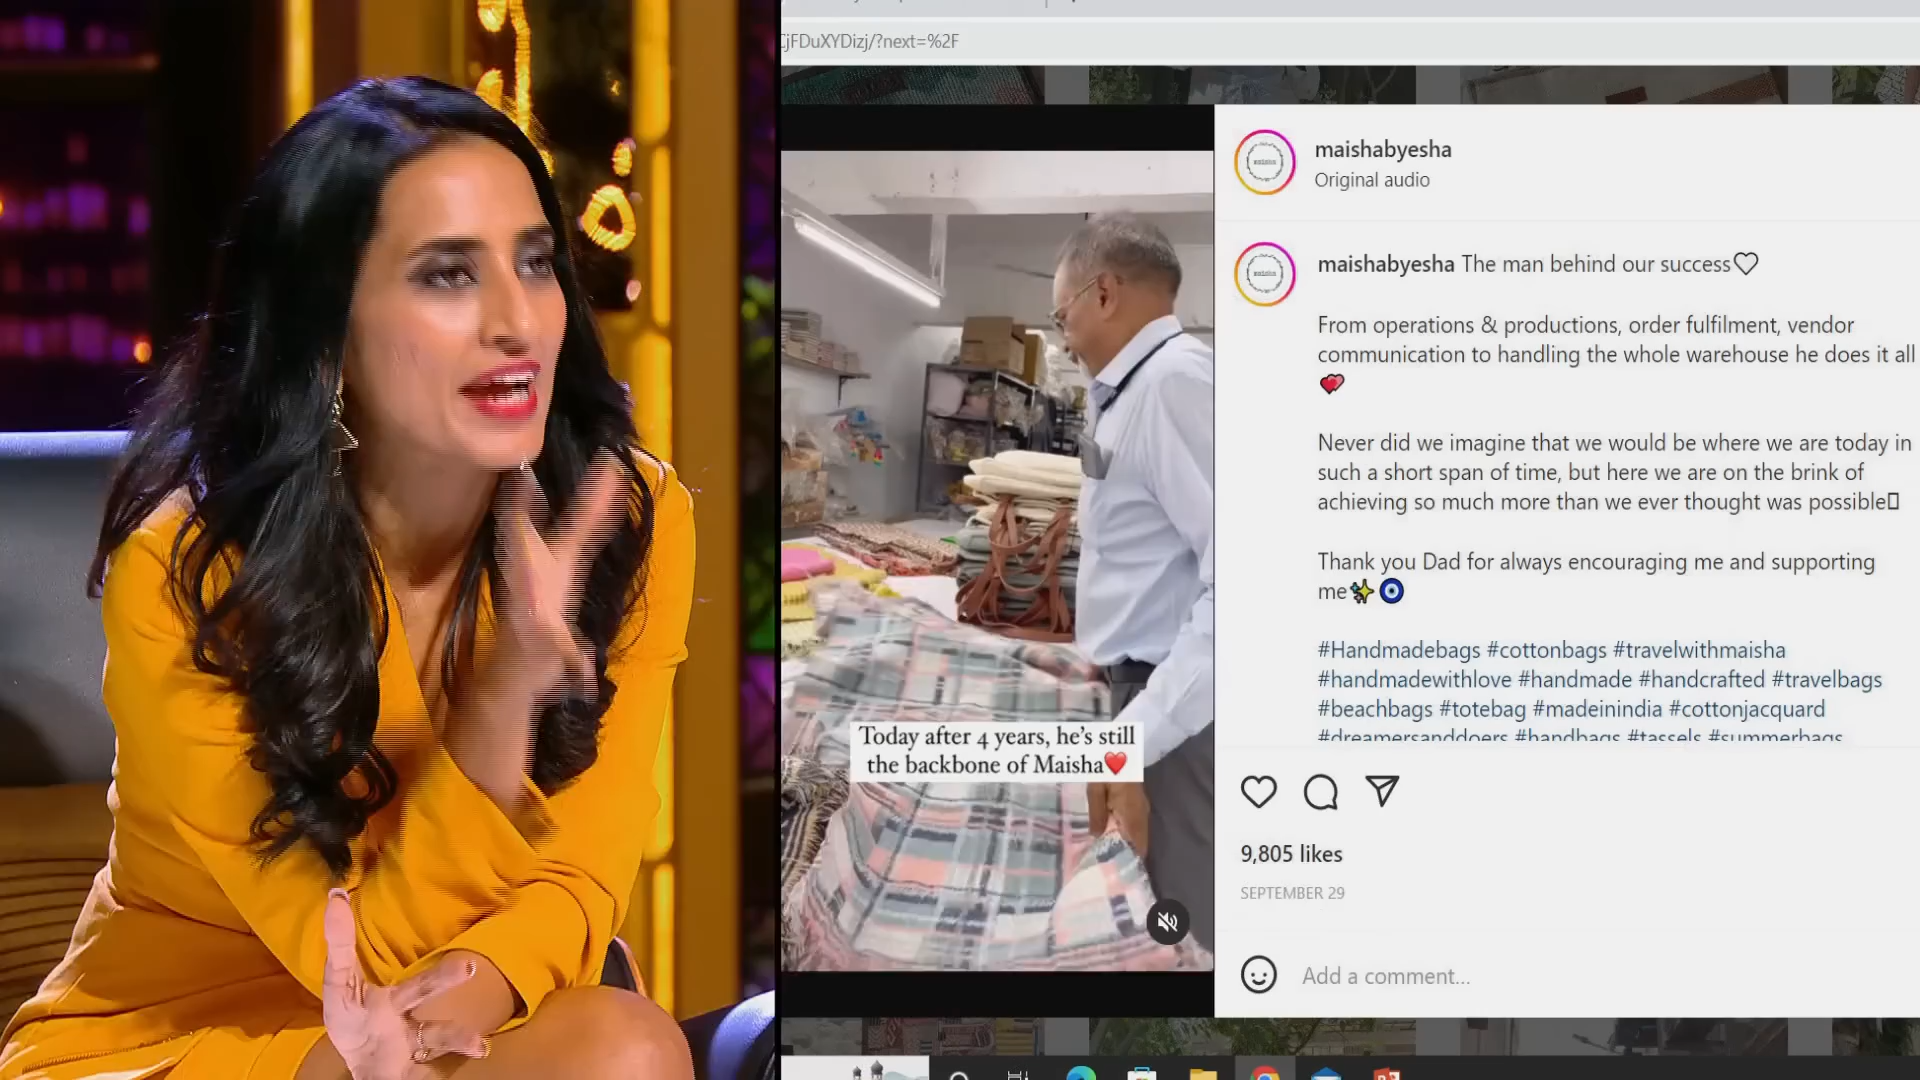 CjFDuXYDizj/?next=%2F
maishabyesha
Original audio
maishabyesha The man behind our success
From operations & productions, order fulfilment, vendor
communication to handling the whole warehouse he does it all
Never did we imagine that we would be where we are today in
such a short span of time, but here we are on the brink of
achieving so much more than we ever thought was possible
Thank you Dad for always encouraging me and supporting
me
#Handmadebags #cottonbags #travelwithmaisha
#handmadewithlove #handmade #handcrafted #travelbags
#beachbags #totebag #madeinindia #cottonjacquard
#dreamersanddoers #handbags #tassels #summerbags
Today after 4 years, he's still
the backbone of Maisha
9,805 likes
SEPTEMBER 29
Add a comment...